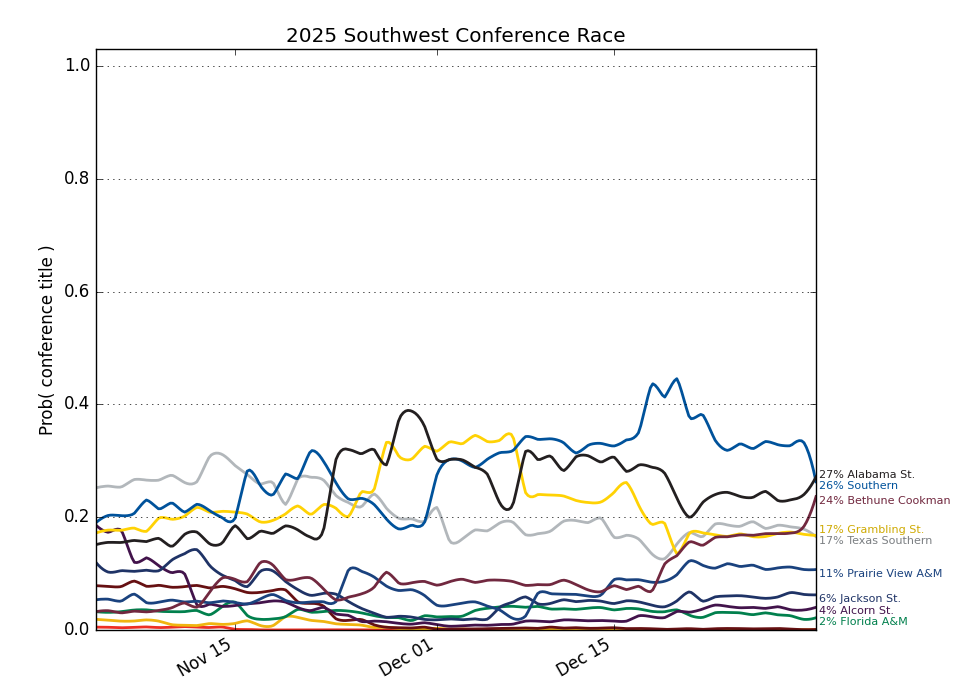 2025 Southwest Conference Race
1.0
0.8
0.6
0.4
0.2
0.0
Prob( conference title )
Nov 15
Dec 01
Dec 15
27% Alabama St.
26% Southern
24% Bethune Cookman
17% Grambling St.
17% Texas Southern
11% Prairie View A&M
6% Jackson St.
4% Alcorn St.
2% Florida A&M